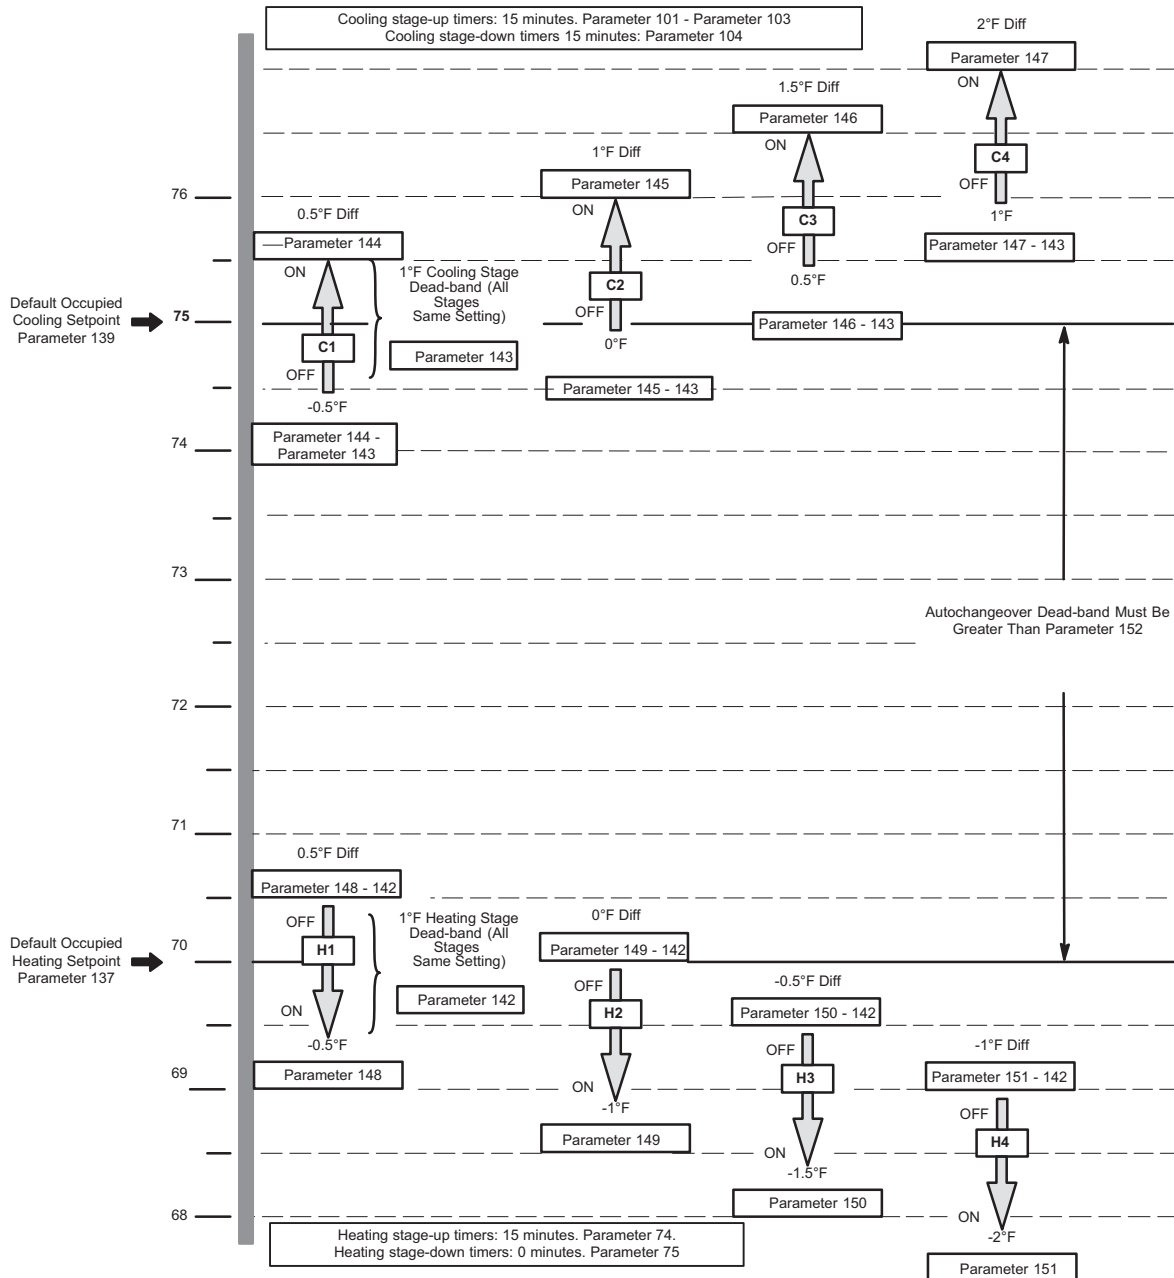 Cooling stage-up timers: 15 minutes. Parameter 101 - Parameter 103
Cooling stage-down timers 15 minutes: Parameter 104
2°F Diff
Parameter 147
ON
C4
OFF
1°F
Parameter 147 - 143
1.5°F Diff
Parameter 146
ON
C3
OFF
0.5°F
Parameter 146 - 143
1°F Diff
Parameter 145
ON
C2
OFF
0°F
Parameter 145 - 143
76
0.5°F Diff
Parameter 144
ON
C1
OFF
-0.5°F
Parameter 144 -
Parameter 143
1°F Cooling Stage
Dead-band (All
Stages
Same Setting)
Parameter 143
Default Occupied
Cooling Setpoint
Parameter 139
75
74
73
Autochangeover Dead-band Must Be
Greater Than Parameter 152
72
71
0.5°F Diff
Parameter 148 - 142
OFF
H1
ON
-0.5°F
Parameter 148
1°F Heating Stage
Dead-band (All
Stages
Same Setting)
Parameter 142
Default Occupied
Heating Setpoint
Parameter 137
70
0°F Diff
Parameter 149 - 142
OFF
H2
ON
-1°F
Parameter 149
-0.5°F Diff
Parameter 150 - 142
OFF
H3
ON
-1.5°F
Parameter 150
-1°F Diff
Parameter 151 - 142
OFF
H4
ON
-2°F
Parameter 151
69
68
Heating stage-up timers: 15 minutes. Parameter 74.
Heating stage-down timers: 0 minutes. Parameter 75